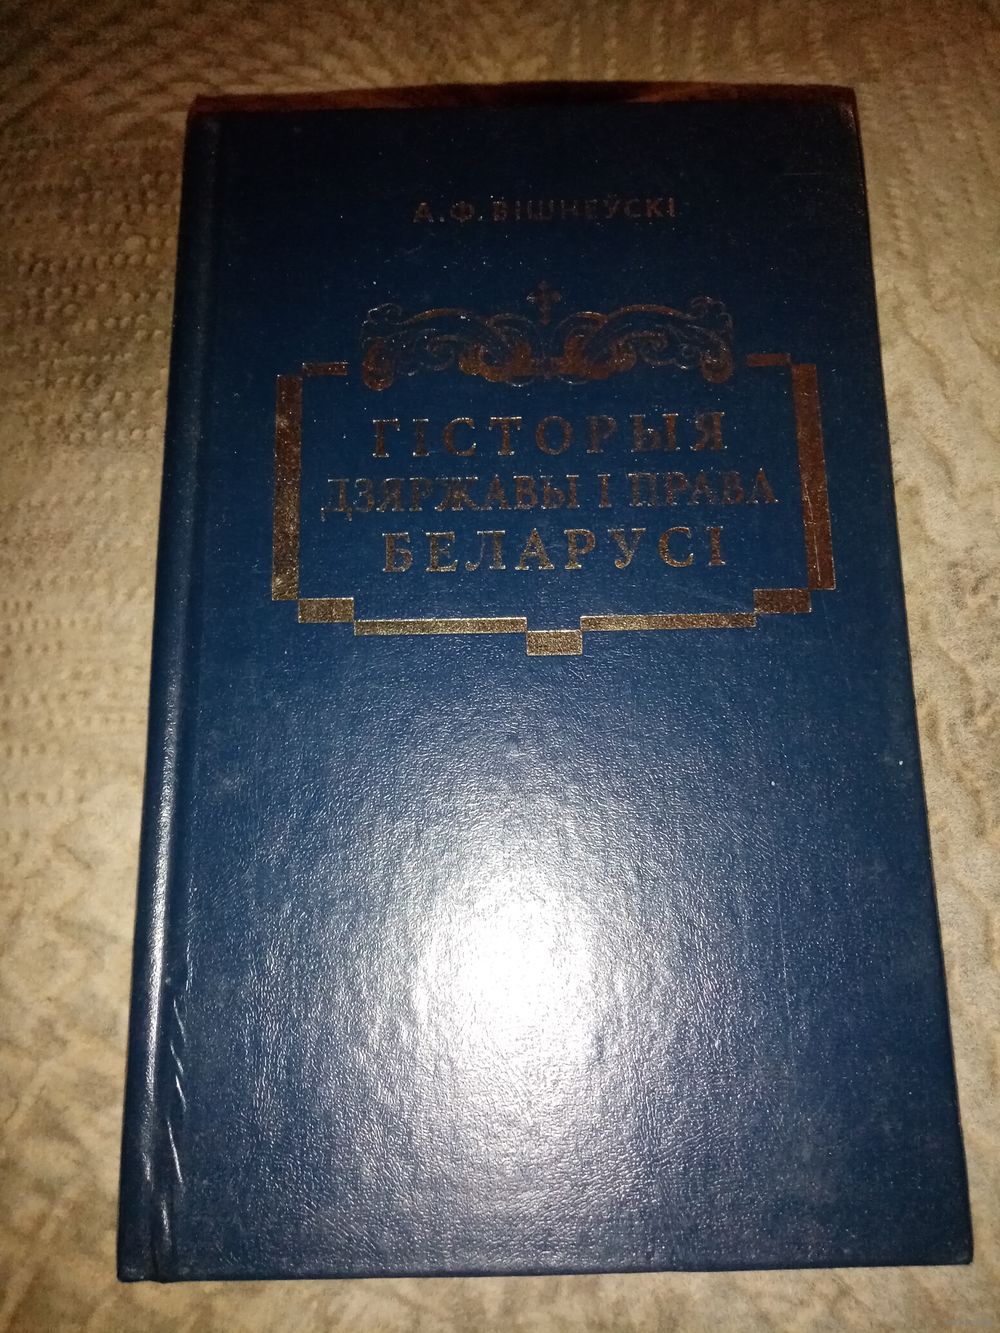 А.Ф. ВІШНЕЎСКІ
ГІСТОРЫЯ
ДЗЯРЖАВЫ І ПРАВА
БЕЛАРУСІ